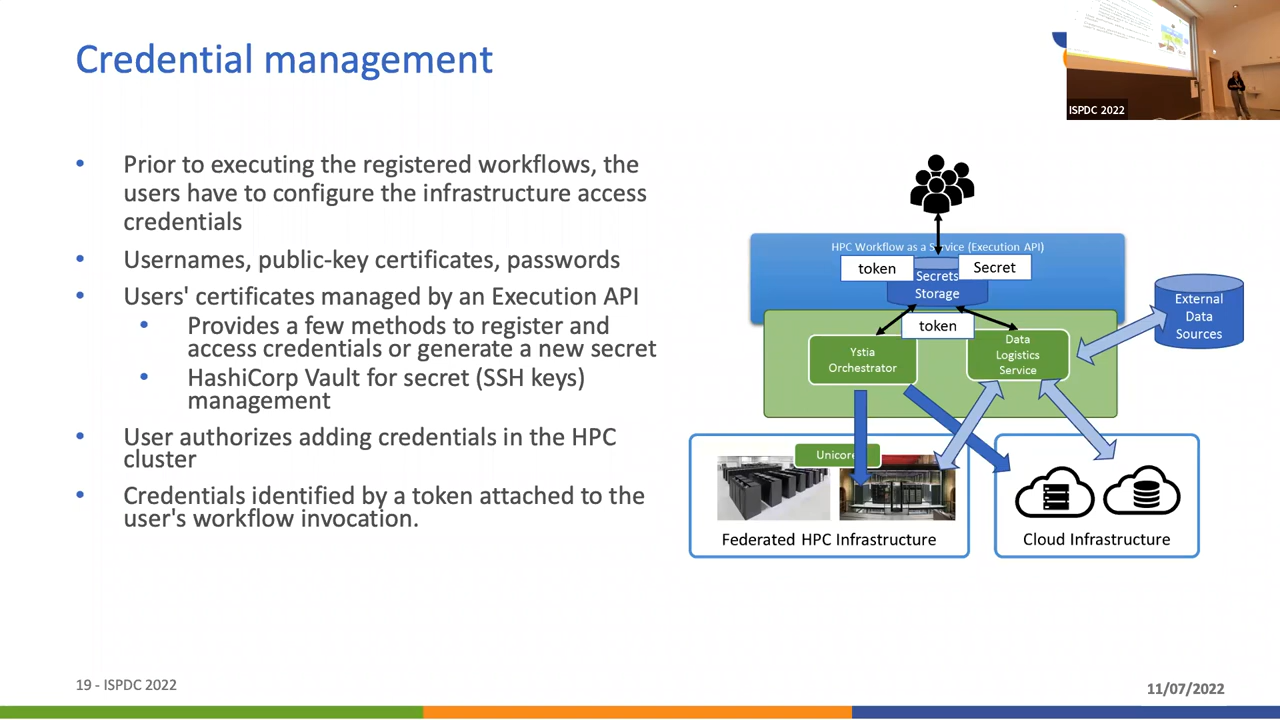 Credential management
ISPDC 2022
• Prior to executing the registered workflows, the
users have to configure the infrastructure access
credentials
• Usernames, public-key certificates, passwords
• Users' certificates managed by an Execution API
• Provides a few methods to register and
access credentials or generate a new secret
• HashiCorp Vault for secret (SSH keys)
management
• User authorizes adding credentials in the HPC
cluster
• Credentials identified by a token attached to the
user's workflow invocation.
HPC Workflow as a Service (Execution API)
token
Secret
Secrets
Storage
token
Ystia
Orchestrator
Data
Logistics
Service
External
Data
Sources
Unicore
Federated HPC Infrastructure
Cloud Infrastructure
19 - ISPDC 2022
11/07/2022